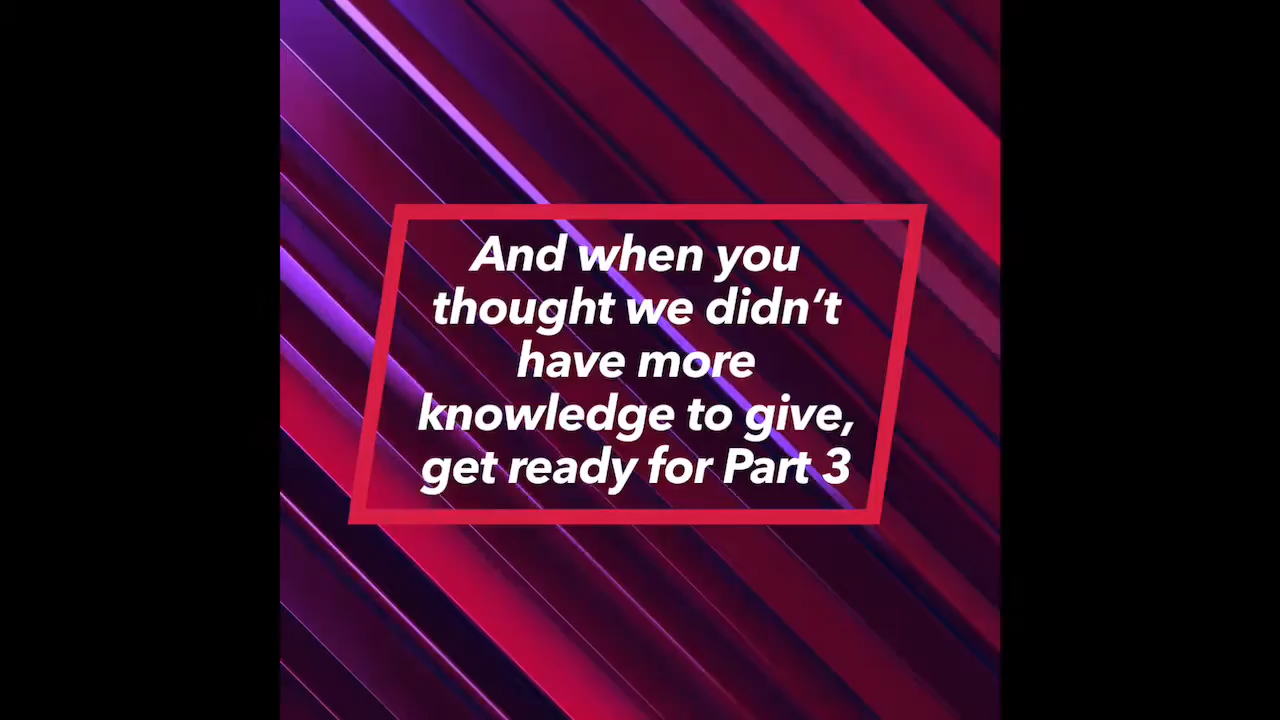 And when you
thought we didn’t
have more
knowledge to give,
get ready for Part 3